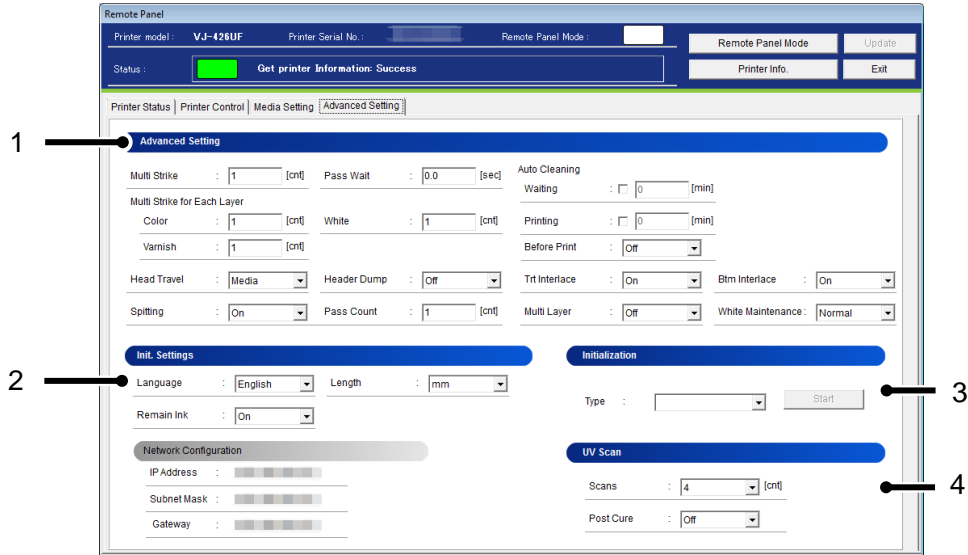 Remote Panel
Printer model : VJ-426UF Printer Serial No. : Remote Panel Mode :
Remote Panel Mode Update
Status : Get printer Information: Success
Printer Info. Exit
Printer Status Printer Control Media Setting Advanced Setting
1
Advanced Setting
Multi Strike : 1 [cnt] Pass Wait : 0.0 [sec] Auto Cleaning
Waiting : 0 [min]
Multi Strike for Each Layer
Color : 1 [cnt] White : 1 [cnt] Printing : 0 [min]
Varnish : 1 [cnt] Before Print : Off
Head Travel : Media Header Dump : Off Trt Interlace : On Btm Interlace : On
Spitting : On Pass Count : 1 [cnt] Multi Layer : Off White Maintenance : Normal
Init. Settings Initialization
2
Language : English Length : mm
3
Type : Start
Remain Ink : On
Network Configuration UV Scan
IP Address :
4
Scans : 4 [cnt]
Subnet Mask :
Post Cure : Off
Gateway :